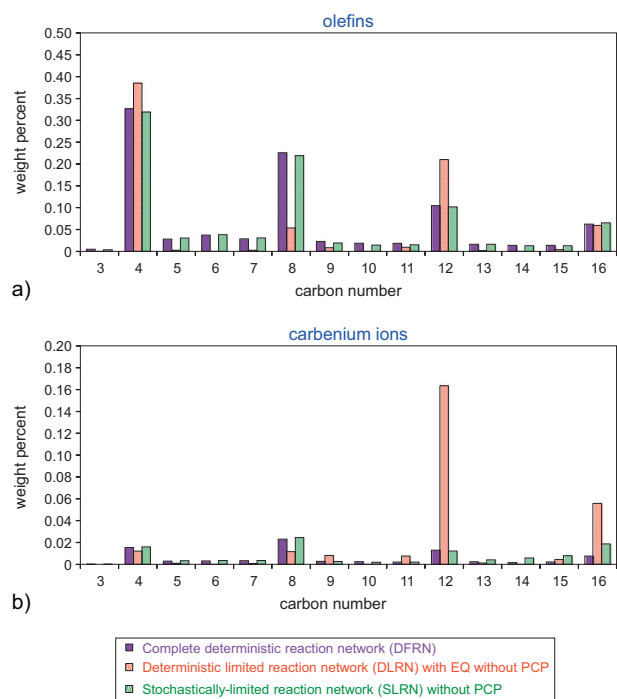 olefins
0.50
0.45
0.40
0.35
0.30
0.25
0.20
0.15
0.10
0.05
0
weight percent
3 4 5 6 7 8 9 10 11 12 13 14 15 16
carbon number
a)
carbenium ions
0.20
0.18
0.16
0.14
0.12
0.10
0.08
0.06
0.04
0.02
0
weight percent
3 4 5 6 7 8 9 10 11 12 13 14 15 16
carbon number
b)
Complete deterministic reaction network (DFRN)
Deterministic limited reaction network (DLRN) with EQ without PCP
Stochastically-limited reaction network (SLRN) without PCP